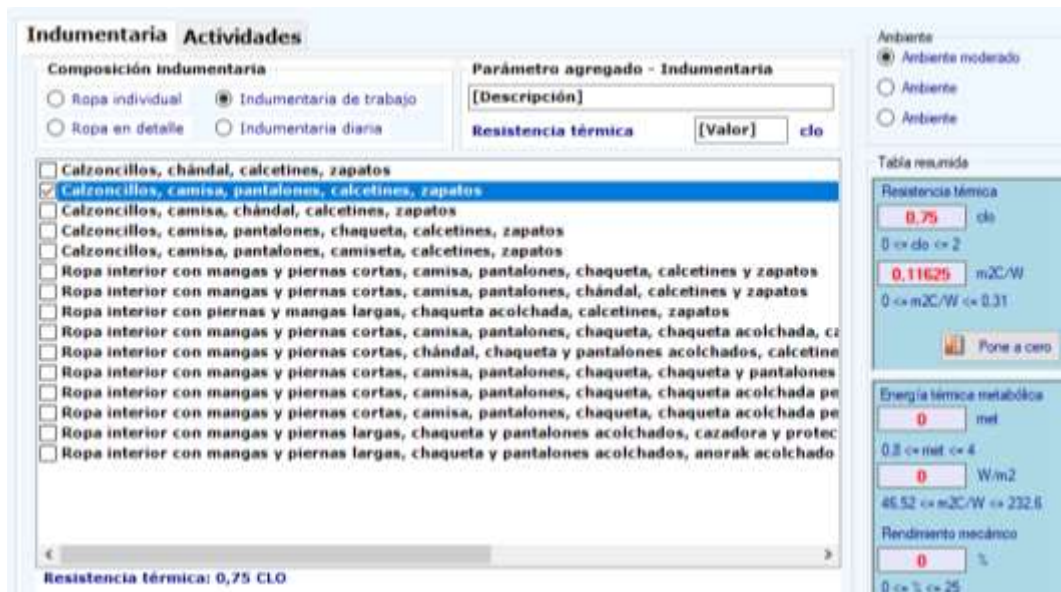 Indumentaria Actividades
Composición indumentaria
Ropa individual Indumentaria de trabajo
Ropa en detalle Indumentaria diaria
Parámetro agregado - Indumentaria
[Descripción]
Resistencia térmica [Valor] clo
Calzoncillos, chándal, calcetines, zapatos
Calzoncillos, camisa, pantalones, calcetines, zapatos
Calzoncillos, camisa, chándal, calcetines, zapatos
Calzoncillos, camisa, pantalones, chaqueta, calcetines, zapatos
Calzoncillos, camisa, pantalones, camiseta, calcetines, zapatos
Ropa interior con mangas y piernas cortas, camisa, pantalones, chaqueta, calcetines y zapatos
Ropa interior con mangas y piernas cortas, camisa, pantalones, chándal, calcetines y zapatos
Ropa interior con piernas y mangas largas, chaqueta acolchada, calcetines, zapatos
Ropa interior con mangas y piernas cortas, camisa, pantalones, chaqueta, chaqueta acolchada, ca
Ropa interior con mangas y piernas cortas, chándal, chaqueta y pantalones acolchados, calcetine
Ropa interior con mangas y piernas cortas, camisa, pantalones, chaqueta, chaqueta y pantalones
Ropa interior con mangas y piernas cortas, camisa, pantalones, chaqueta, chaqueta acolchada pe
Ropa interior con mangas y piernas cortas, camisa, pantalones, chaqueta, chaqueta acolchada pe
Ropa interior con mangas y piernas largas, chaqueta y pantalones acolchados, cazadora y protec
Ropa interior con mangas y piernas largas, chaqueta y pantalones acolchados, anorak acolchado
Resistencia térmica: 0,75 CLO
Ambiente
Ambiente moderado
Ambiente
Ambiente
Tabla resumida
Resistencia térmica
0,75 clo
0 <= clo <= 2
0,11625 m2C/W
0 <= m2C/W <= 0.31
Pone a cero
Energía térmica metabólica
0 met
0.8 <= met <= 4
0 W/m2
46.52 <= m2C/W <= 232.6
Rendimiento mecánico
0 %
0 <= % <= 25